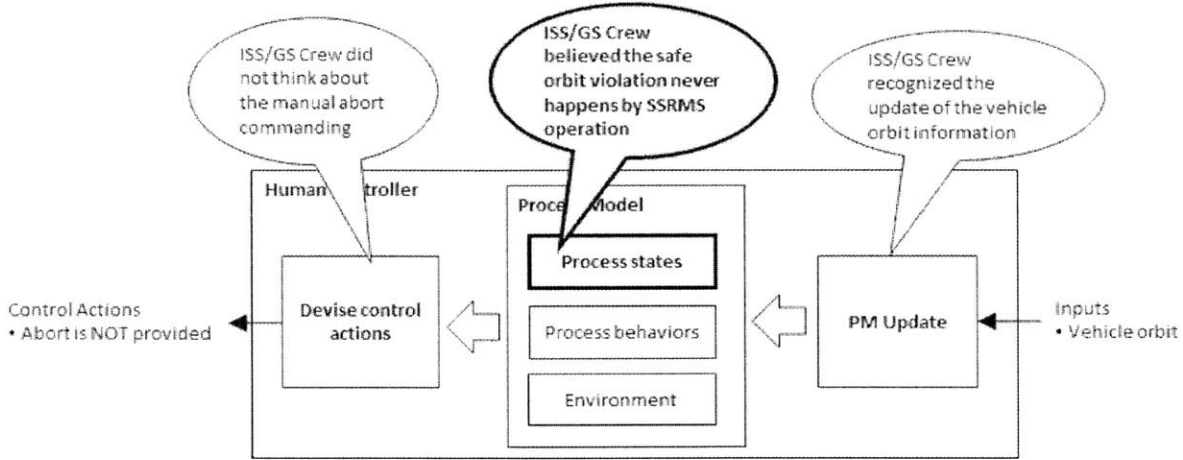 ISS/GS Crew did
not think about
the manual abort
commanding
ISS/GS Crew
believed the safe
orbit violation never
happens by SSRMS
operation
ISS/GS Crew
recognized the
update of the vehicle
orbit information
Human troller
Proce Model
Process states
Process behaviors
Environment
Devise control
actions
PM Update
Control Actions
• Abort is NOT provided
Inputs
• Vehicle orbit